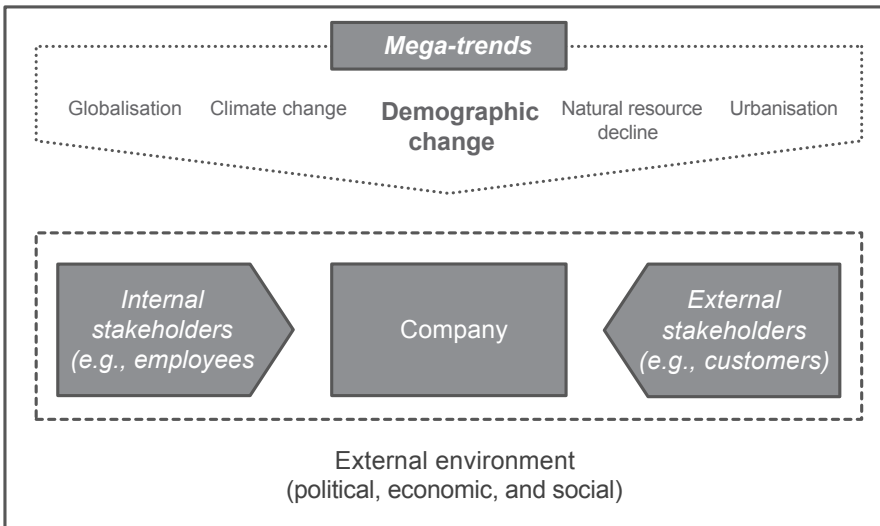 Mega-trends
Globalisation
Climate change
Demographic
change
Natural resource
decline
Urbanisation
Internal
stakeholders
(e.g., employees
Company
External
stakeholders
(e.g., customers)
External environment
(political, economic, and social)